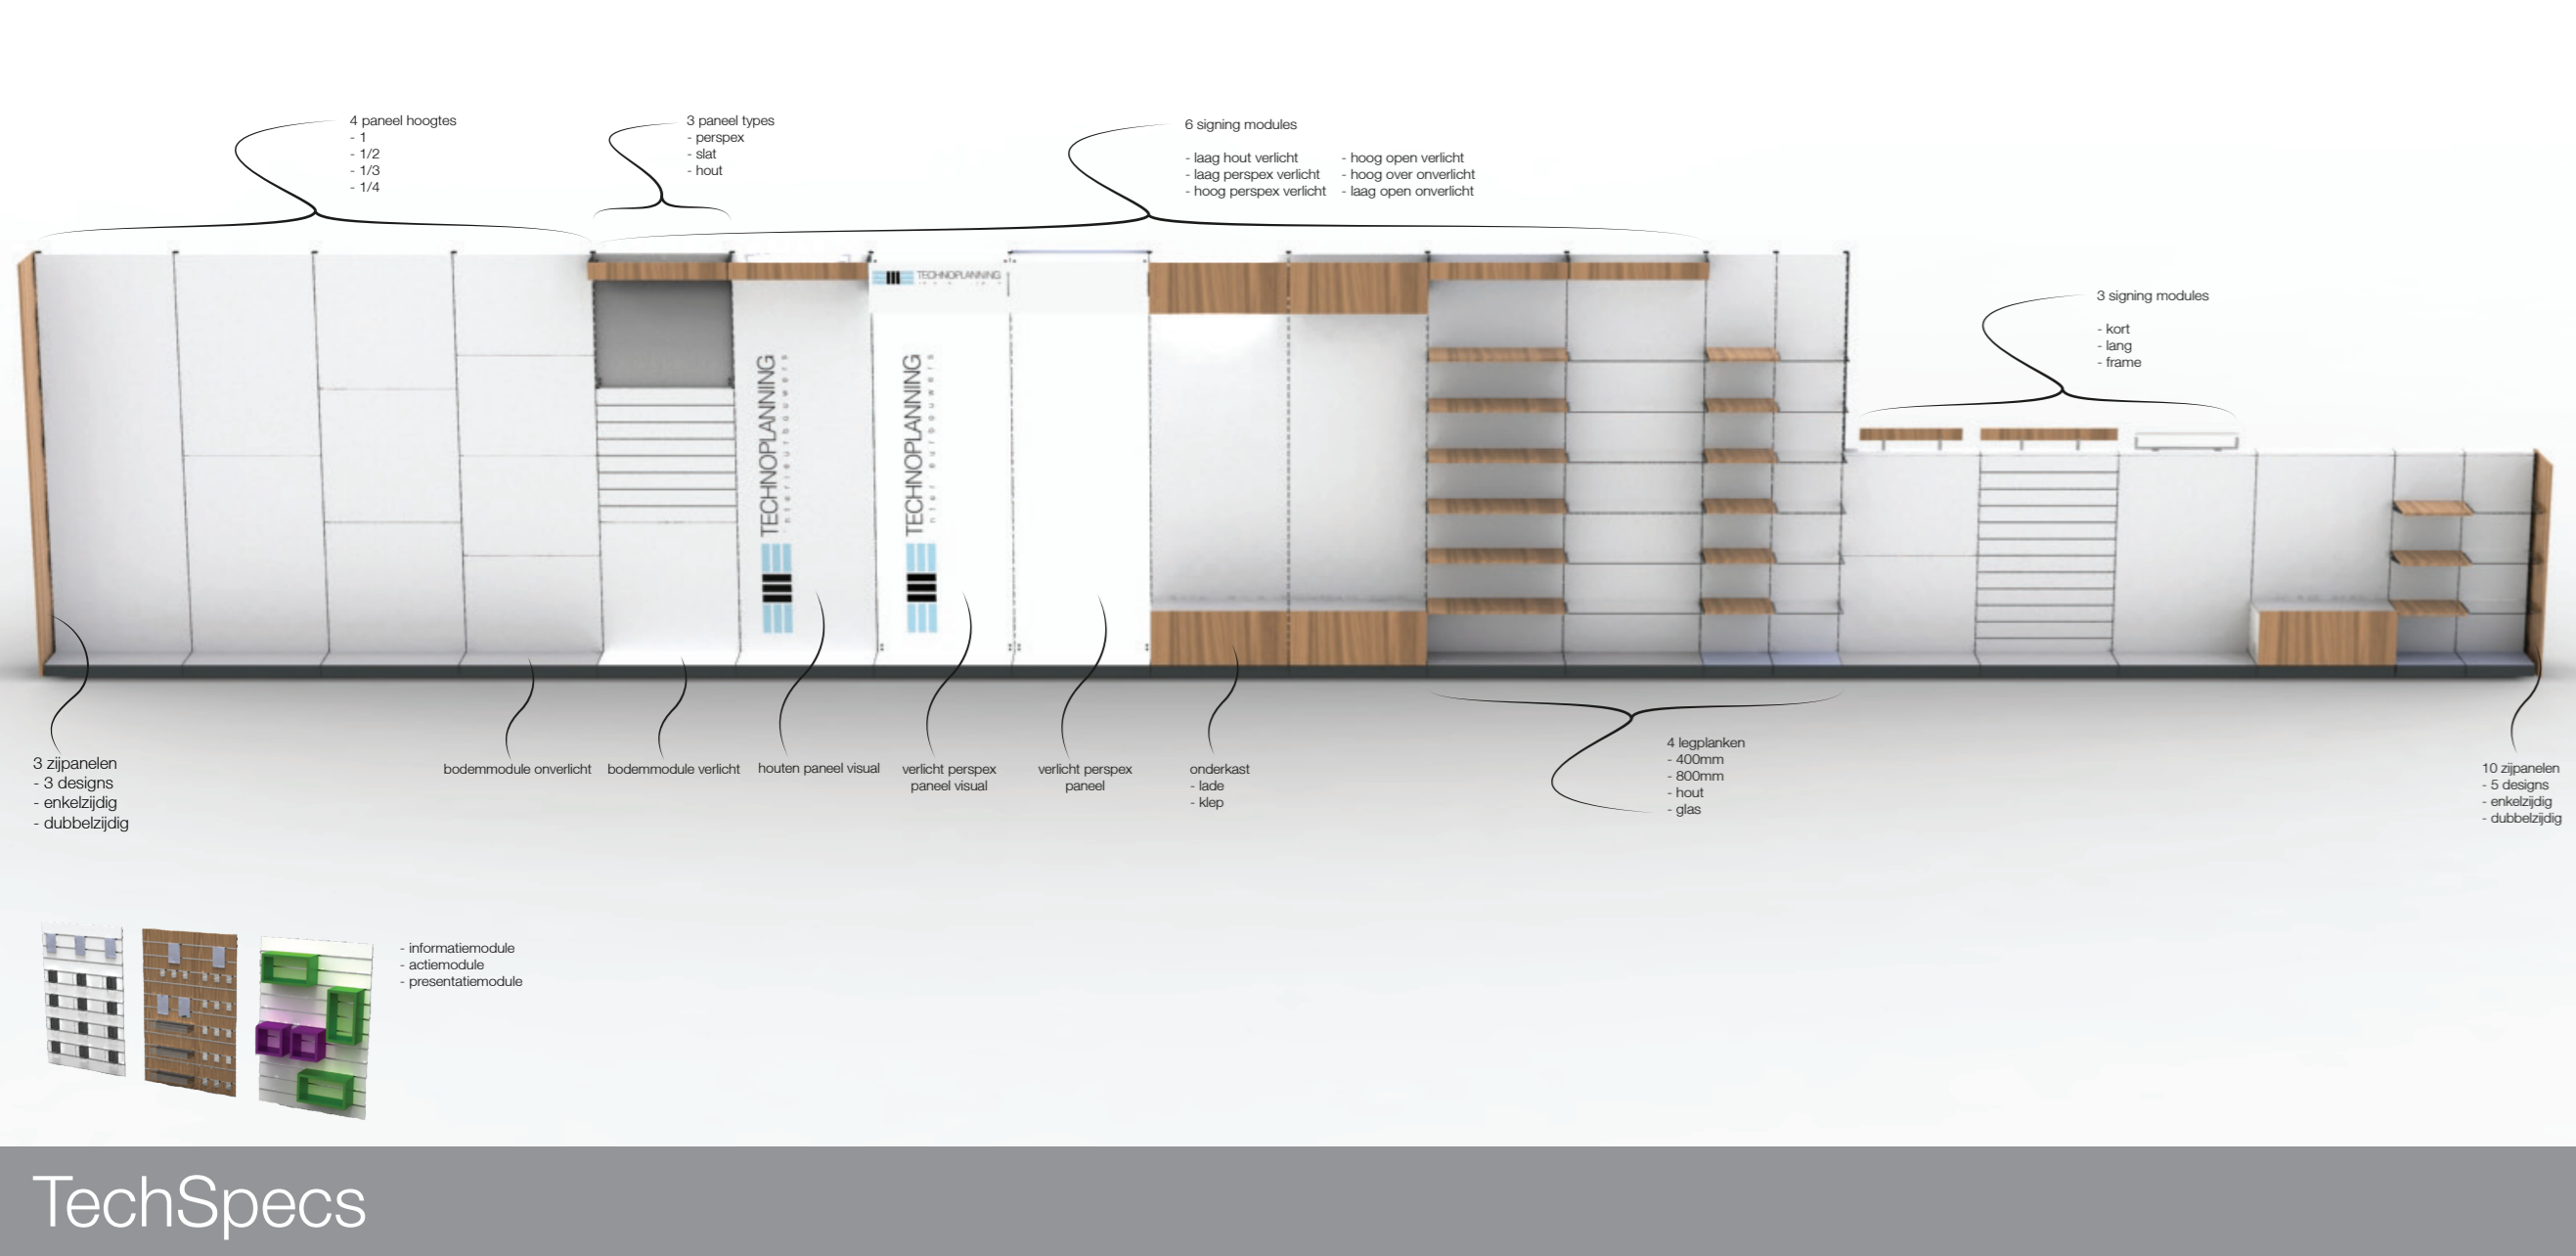 4 paneel hoogtes
- 1
- 1/2
- 1/3
- 1/4
3 paneel types
- perspex
- slat
- hout
6 signing modules
- laag hout verlicht
- laag perspex verlicht
- hoog perspex verlicht
- hoog open verlicht
- hoog over onverlicht
- laag open onverlicht
3 signing modules
- kort
- lang
- frame
TECHNOPLANNING
TECHNOPLANNING
interieurbouwers
TECHNOPLANNING
3 zijpanelen
- 3 designs
- enkelzijdig
- dubbelzijdig
bodemmodule onverlicht
bodemmodule verlicht
houten paneel visual
verlicht perspex
paneel visual
verlicht perspex
paneel
onderkast
- lade
- klep
4 legplanken
- 400mm
- 800mm
- hout
- glas
10 zijpanelen
- 5 designs
- enkelzijdig
- dubbelzijdig
- informatiemodule
- actiemodule
- presentatiemodule
TechSpecs